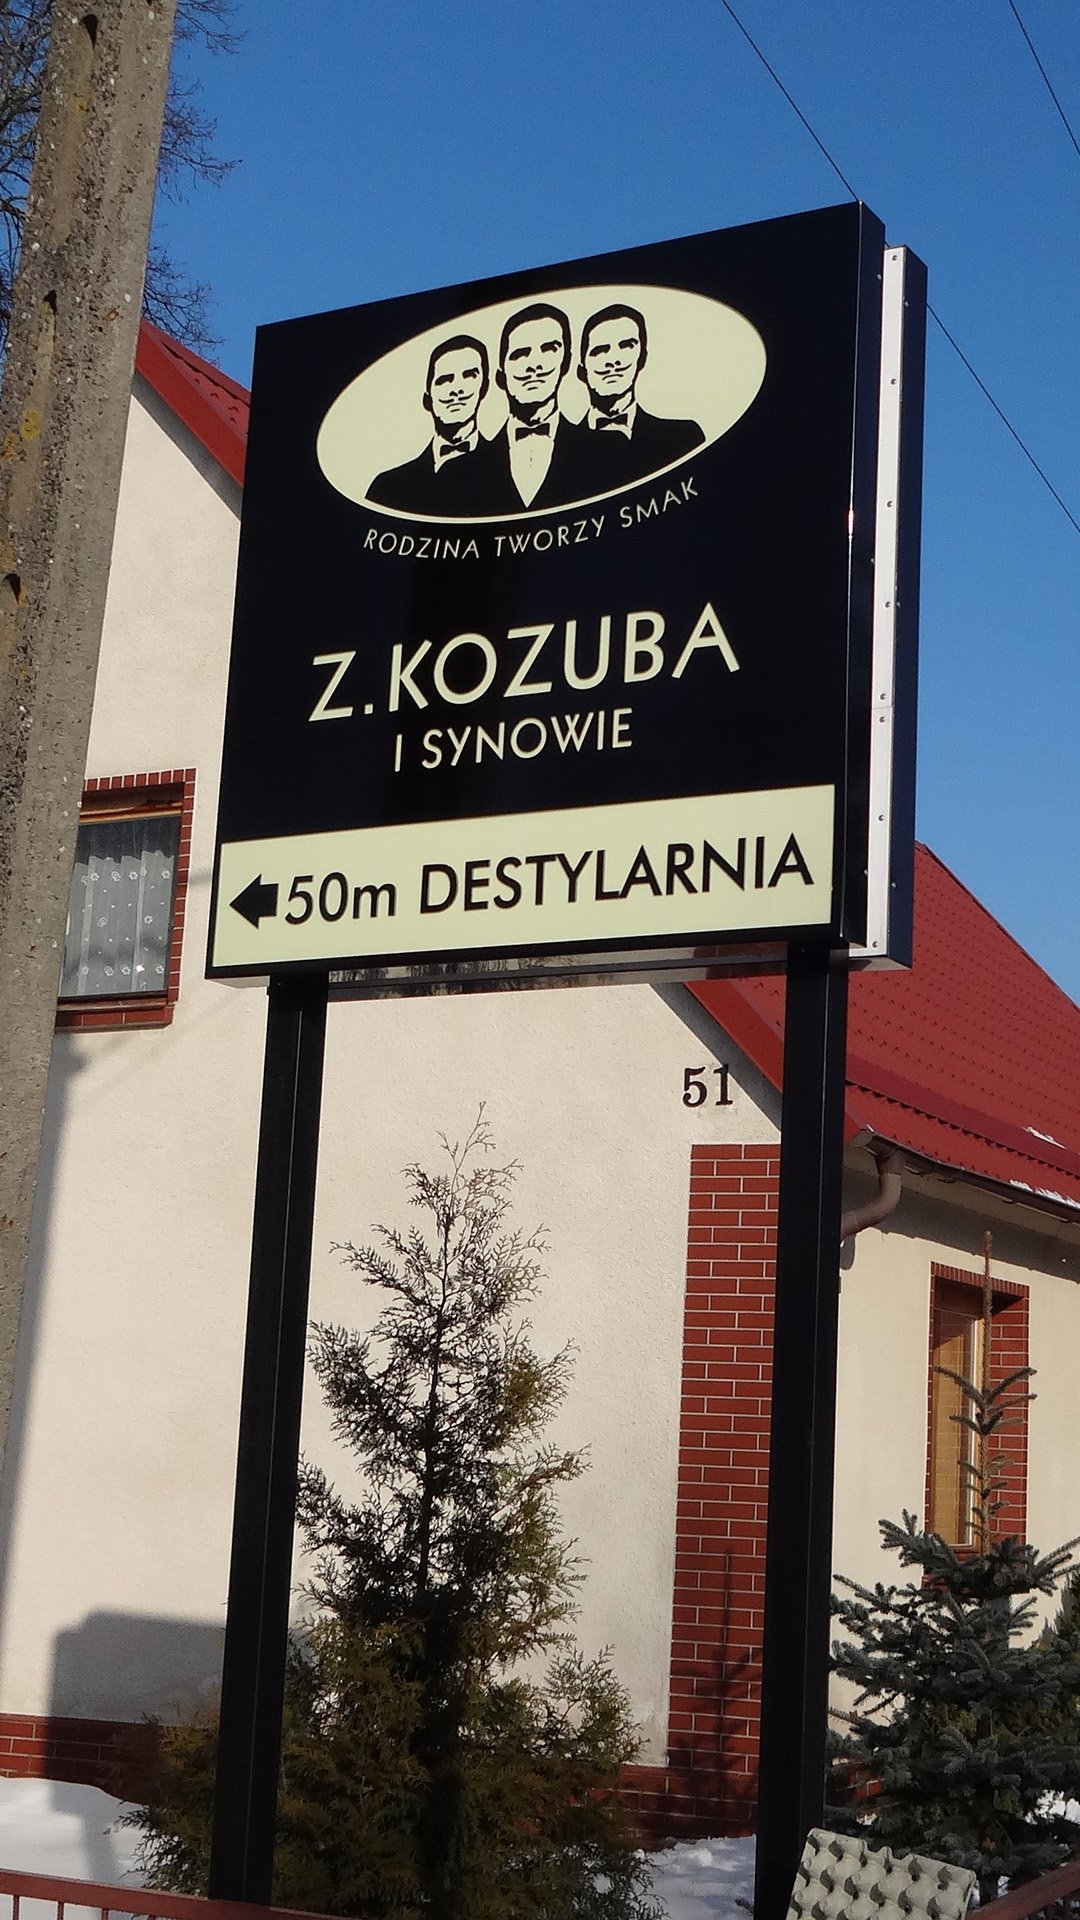 RODZINA TWORZY SMAK
Z. KOZUBA
I SYNOWIE
50m DESTYLARNIA
51